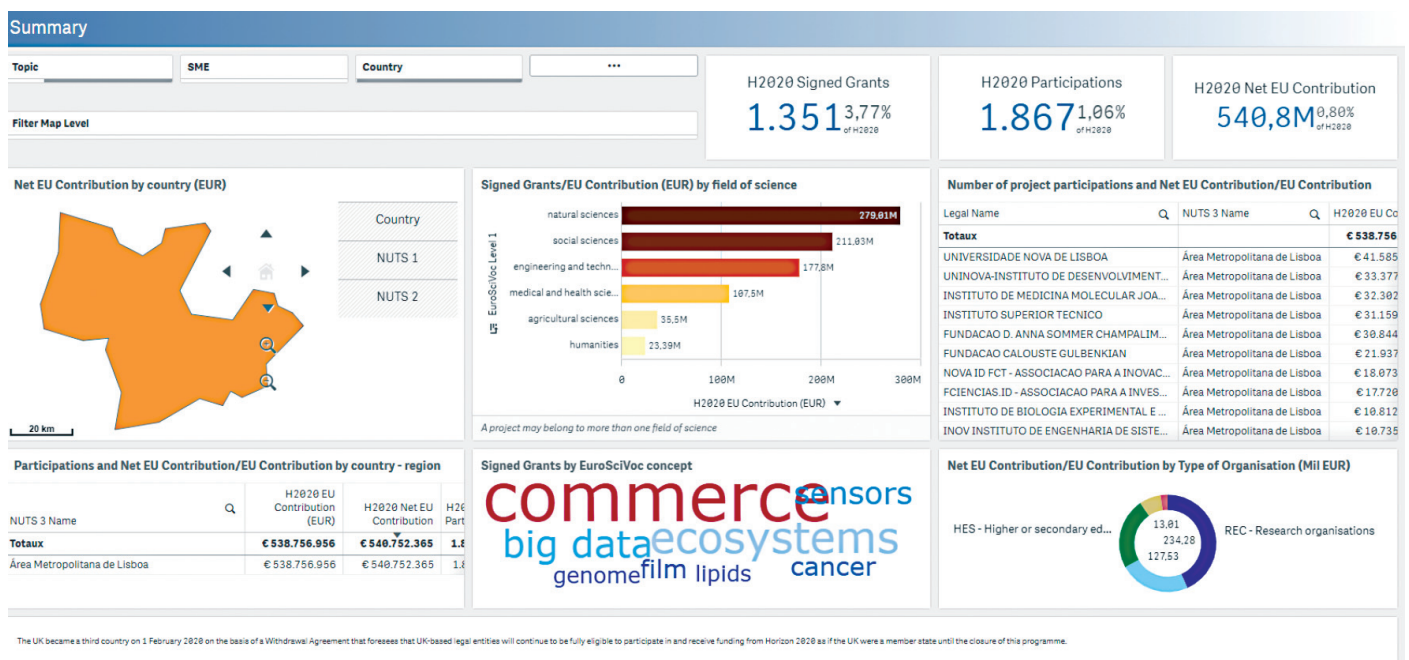 Summary
Topic
SME
Country
...
Filter Map Level
H2020 Signed Grants
1.351 3,77%
of H2020
H2020 Participations
1.867 1,06%
of H2020
H2020 Net EU Contribution
540,8M 0,80%
of H2020
Net EU Contribution by country (EUR)
Country
NUTS 1
NUTS 2
20 km
Signed Grants/EU Contribution (EUR) by field of science
EuroSciVoc Level 1
natural sciences 279,01M
social sciences 211,03M
engineering and techn... 177,8M
medical and health scie... 107,5M
agricultural sciences 35,5M
humanities 23,39M
0 100M 200M 300M
H2020 EU Contribution (EUR)
A project may belong to more than one field of science
Number of project participations and Net EU Contribution/EU Contribution
Legal Name NUTS 3 Name H2020 EU Co
Totaux € 538.756
UNIVERSIDADE NOVA DE LISBOA Área Metropolitana de Lisboa € 41.585
UNINOVA-INSTITUTO DE DESENVOLVIMENT... Área Metropolitana de Lisboa € 33.377
INSTITUTO DE MEDICINA MOLECULAR JOA... Área Metropolitana de Lisboa € 32.302
INSTITUTO SUPERIOR TECNICO Área Metropolitana de Lisboa € 31.159
FUNDACAO D. ANNA SOMMER CHAMPALIM... Área Metropolitana de Lisboa € 30.844
FUNDACAO CALOUSTE GULBENKIAN Área Metropolitana de Lisboa € 21.937
NOVA ID FCT - ASSOCIACAO PARA A INOVAC... Área Metropolitana de Lisboa € 18.073
FCIENCIAS.ID - ASSOCIACAO PARA A INVES... Área Metropolitana de Lisboa € 17.720
INSTITUTO DE BIOLOGIA EXPERIMENTAL E ... Área Metropolitana de Lisboa € 10.812
INOV INSTITUTO DE ENGENHARIA DE SISTE... Área Metropolitana de Lisboa € 10.735
Participations and Net EU Contribution/EU Contribution by country - region
H2020 EU
Contribution H2020 Net EU H2
NUTS 3 Name (EUR) Contribution Part
Totaux € 538.756.956 € 540.752.365 1.8
Área Metropolitana de Lisboa € 538.756.956 € 540.752.365 1.8
Signed Grants by EuroSciVoc concept
commerce sensors
big data ecosystems
genome film lipids cancer
Net EU Contribution/EU Contribution by Type of Organisation (Mil EUR)
HES - Higher or secondary ed... 13,01 REC - Research organisations
234,28
127,53
The UK became a third country on 1 February 2020 on the basis of a Withdrawal Agreement that foresees that UK-based legal entities will continue to be fully eligible to participate in and receive funding from Horizon 2020 as if the UK were a member state until the closure of this programme.